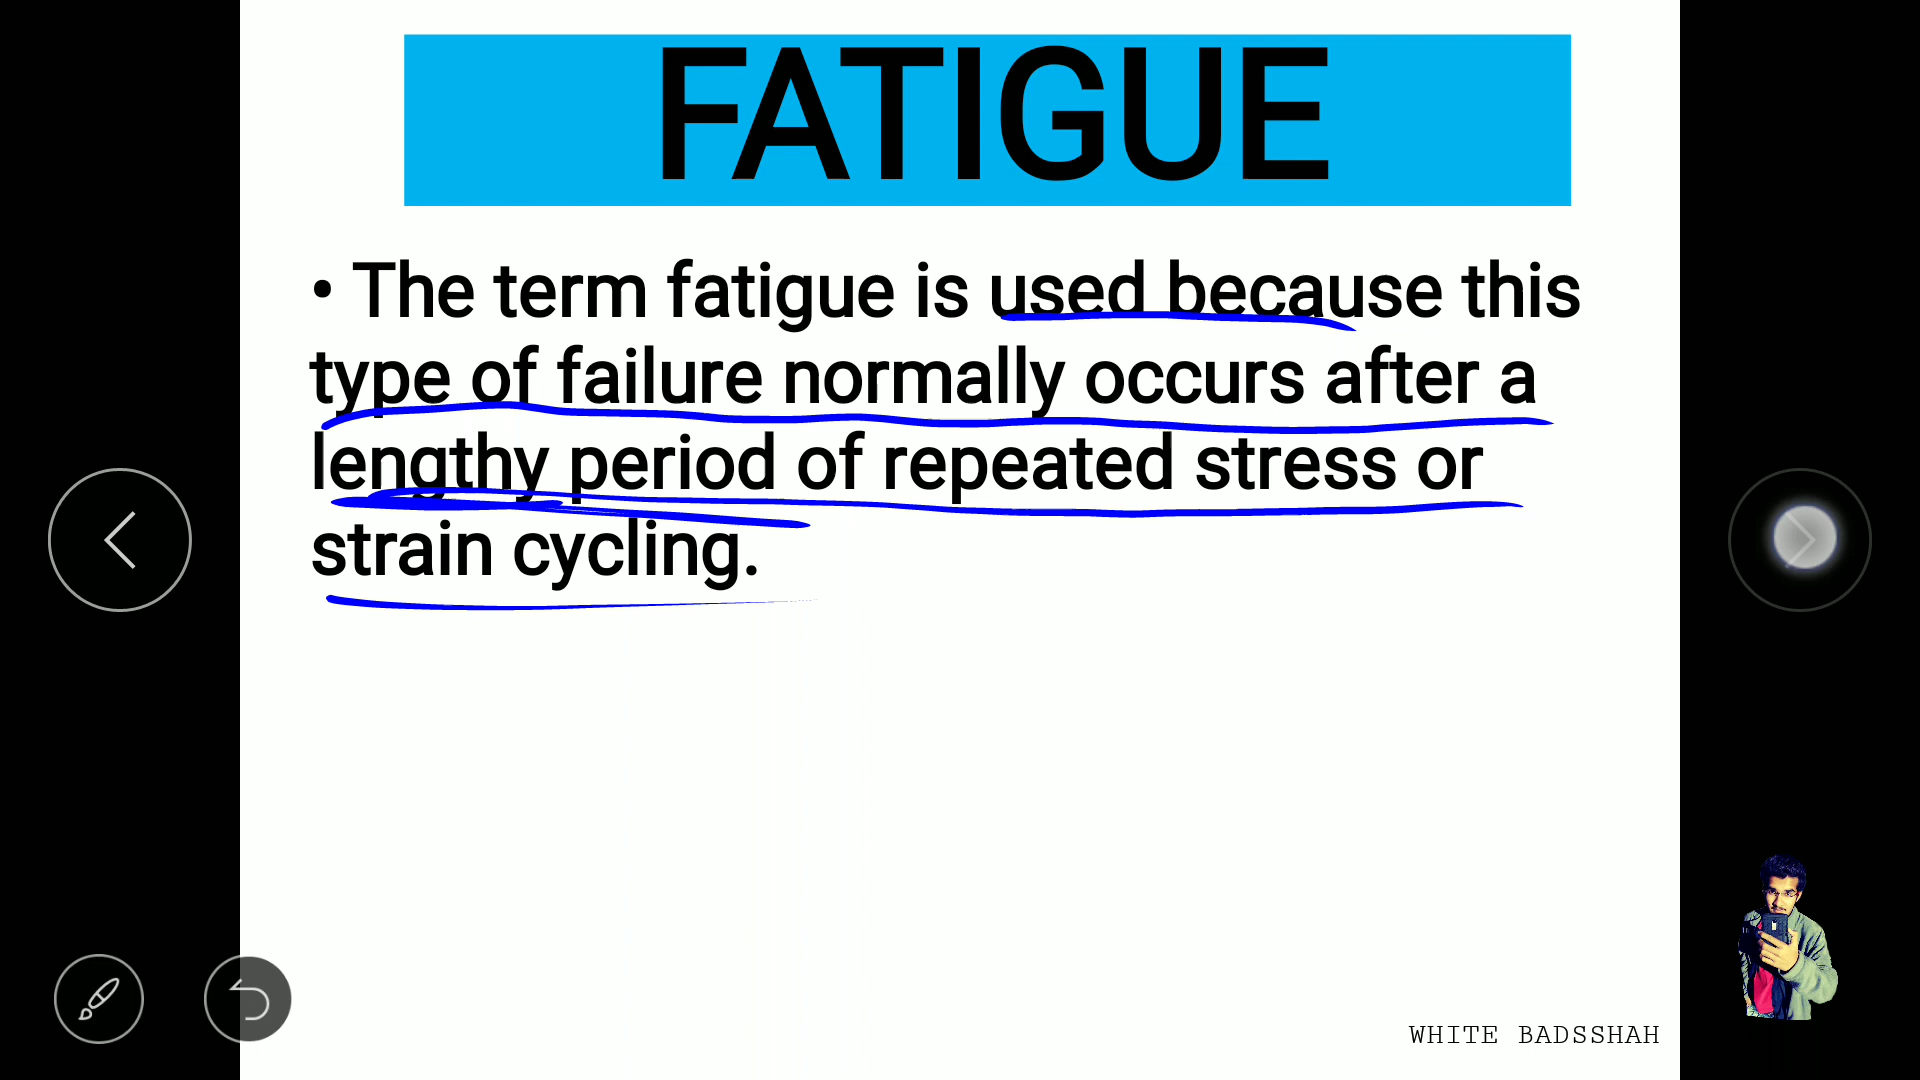 FATIGUE
• The term fatigue is used because this
type of failure normally occurs after a
lengthy period of repeated stress or
strain cycling.
WHITE BADSSHAH